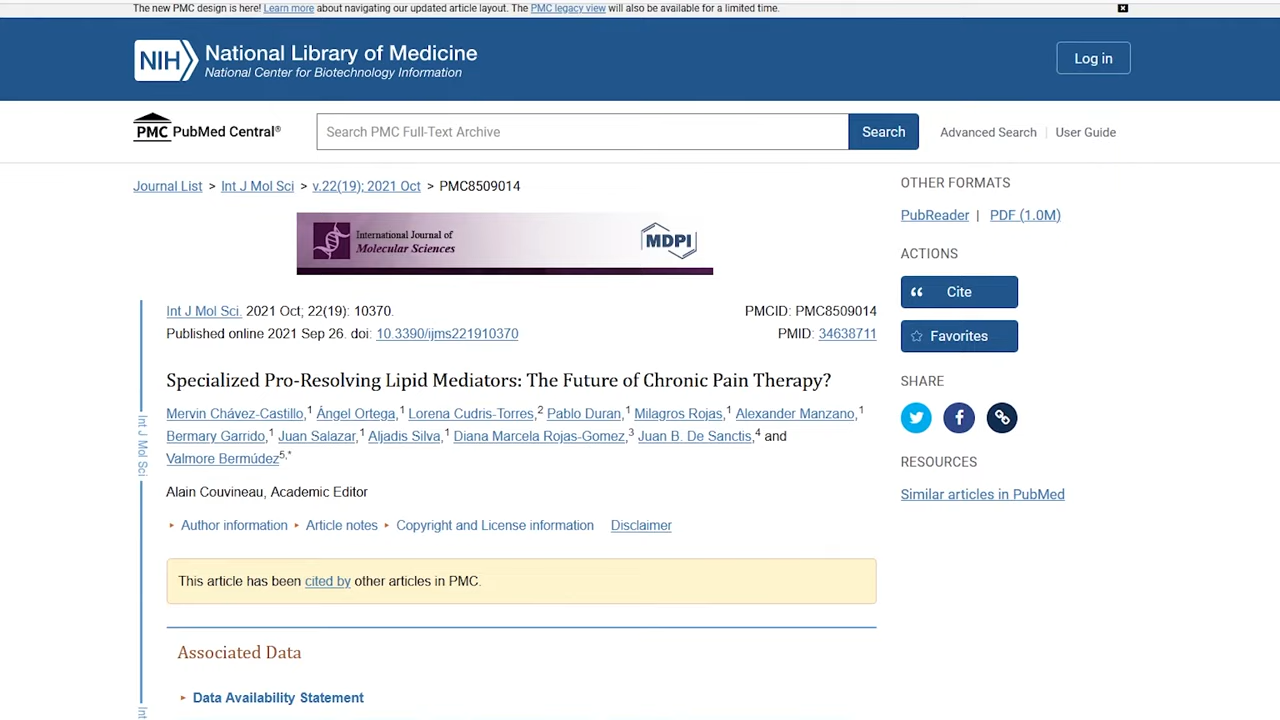 The new PMC design is here! Learn more about navigating our updated article layout. The PMC legacy view will also be available for a limited time.
NIH National Library of Medicine
National Center for Biotechnology Information
Log in
PMC PubMed Central®
Search PMC Full-Text Archive
Search
Advanced Search | User Guide
Journal List > Int J Mol Sci > v.22(19); 2021 Oct > PMC8509014
International Journal of
Molecular Sciences
MDPI
Int J Mol Sci. 2021 Oct; 22(19): 10370.
PMCID: PMC8509014
Published online 2021 Sep 26. doi: 10.3390/ijms221910370
PMID: 34638711
Specialized Pro-Resolving Lipid Mediators: The Future of Chronic Pain Therapy?
Mervin Chávez-Castillo,1 Ángel Ortega,1 Lorena Cudris-Torres,2 Pablo Duran,1 Milagros Rojas,1 Alexander Manzano,1
Bermary Garrido,1 Juan Salazar,1 Aljadis Silva,1 Diana Marcela Rojas-Gomez,3 Juan B. De Sanctis,4 and
Valmore Bermúdez5,*
Alain Couvineau, Academic Editor
Author information Article notes Copyright and License information Disclaimer
This article has been cited by other articles in PMC.
Associated Data
Data Availability Statement
Int J Mol Sci
Int
OTHER FORMATS
PubReader | PDF (1.0M)
ACTIONS
Cite
Favorites
SHARE
RESOURCES
Similar articles in PubMed